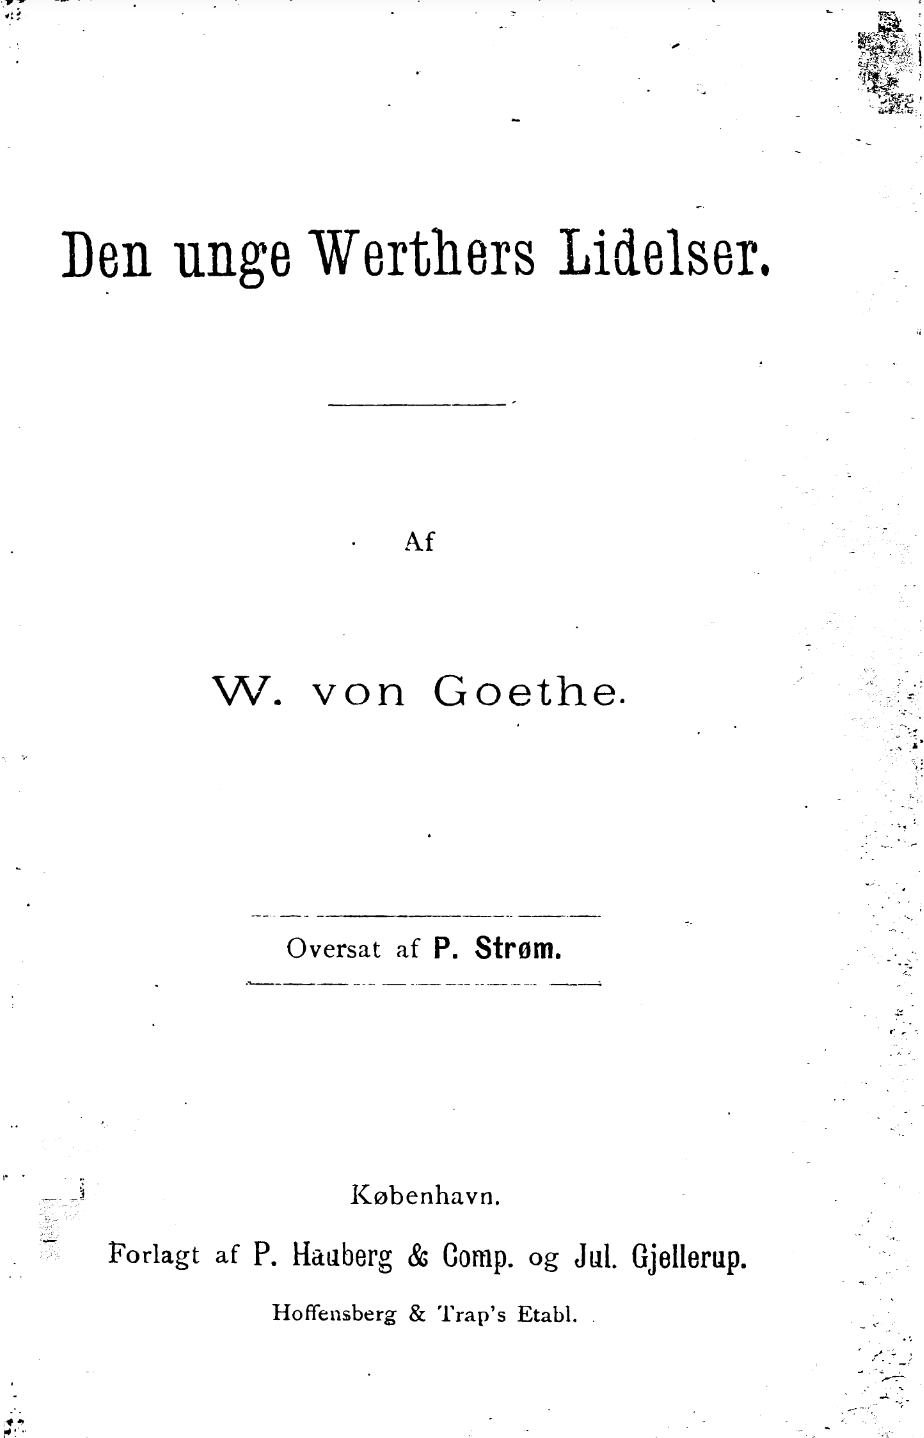 Den unge Werthers Lidelser.
Af
W. von Goethe.
Oversat af P. Strøm.
København.
Forlagt af P. Hauberg & Comp. og Jul. Gjellerup.
Hoffensberg & Trap's Etabl.